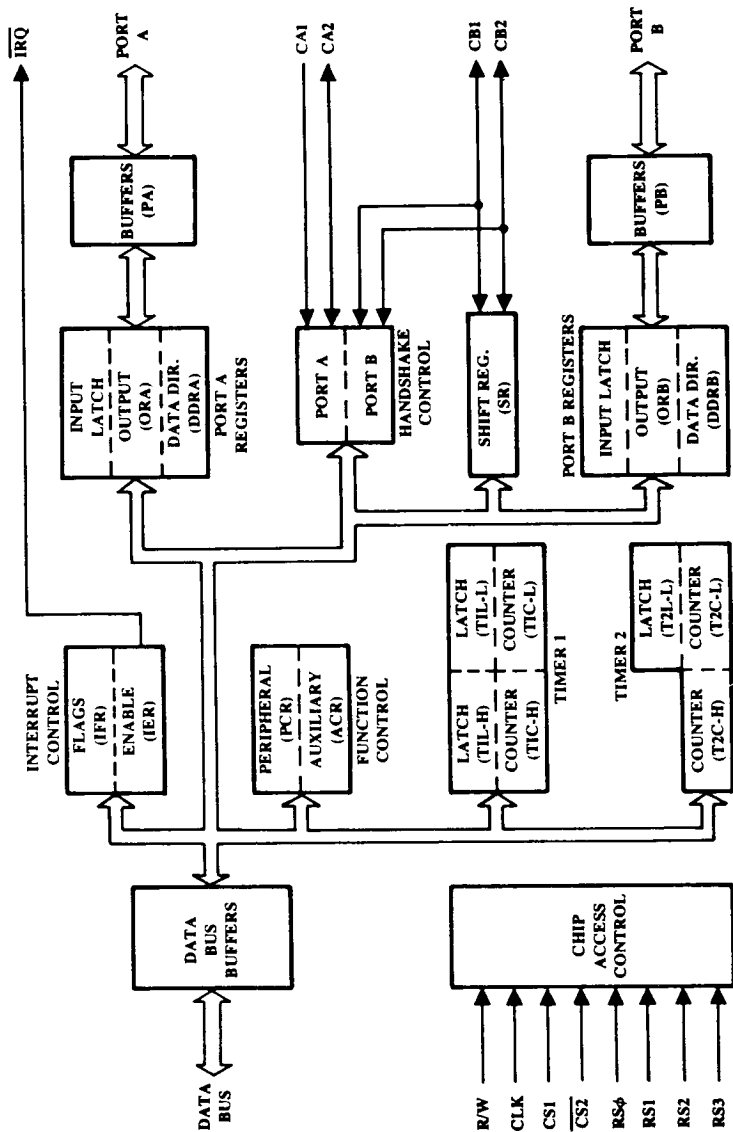 IRQ
PORT
A
CA1
CA2
CB1
CB2
PORT
B
BUFFERS
(PA)
BUFFERS
(PB)
INPUT
LATCH
OUTPUT
(ORA)
DATA DIR.
(DDRA)
PORT A
REGISTERS
PORT A
PORT B
HANDSHAKE
CONTROL
SHIFT REG.
(SR)
PORT B REGISTERS
INPUT LATCH
OUTPUT
(ORB)
DATA DIR.
(DDRB)
INTERRUPT
CONTROL
FLAGS
(IFR)
ENABLE
(IER)
PERIPHERAL
(PCR)
AUXILIARY
(ACR)
FUNCTION
CONTROL
LATCH
(TIL-H)
LATCH
(TIL-L)
COUNTER
(TIC-H)
COUNTER
(TIC-L)
TIMER 1
TIMER 2
LATCH
(T2L-L)
COUNTER
(T2C-H)
COUNTER
(T2C-L)
DATA
BUS
BUFFERS
CHIP
ACCESS
CONTROL
DATA
BUS
R/W
CLK
CS1
CS2
RSϕ
RS1
RS2
RS3